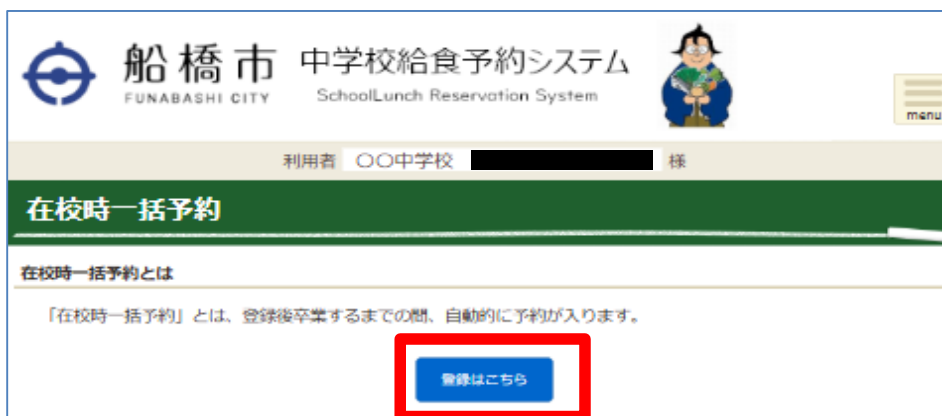 船橋市 中学校給食予約システム
FUNABASHI CITY SchoolLunch Reservation System
menu
利用者 〇〇中学校 様
在校時一括予約
在校時一括予約とは
「在校時一括予約」とは、登録後卒業するまでの間、自動的に予約が入ります。
登録はこちら